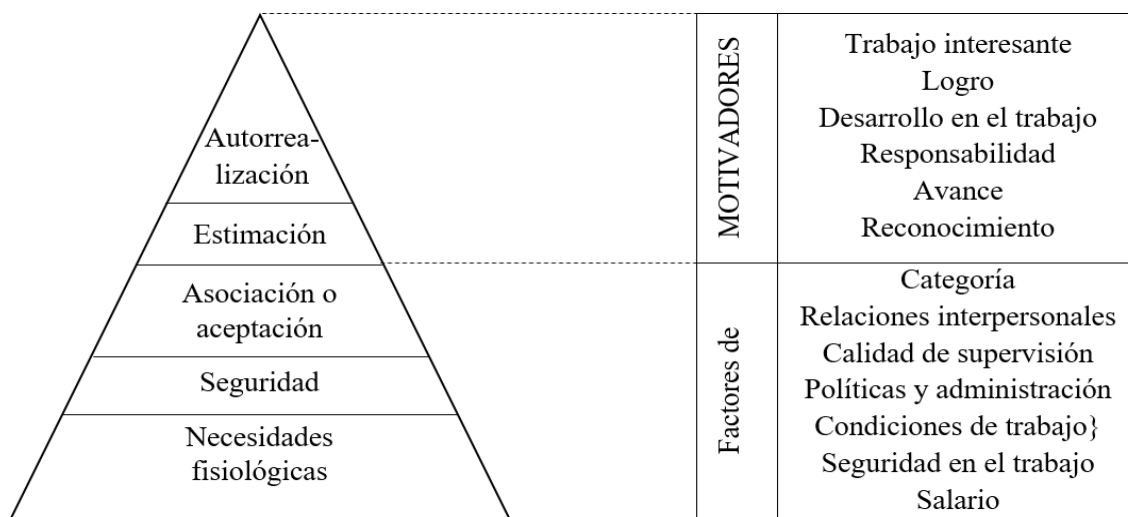 Autorrea-
lización
Estimación
Asociación o
aceptación
Seguridad
Necesidades
fisiológicas
MOTIVADORES
Trabajo interesante
Logro
Desarrollo en el trabajo
Responsabilidad
Avance
Reconocimiento
Factores de
Categoría
Relaciones interpersonales
Calidad de supervisión
Políticas y administración
Condiciones de trabajo}
Seguridad en el trabajo
Salario